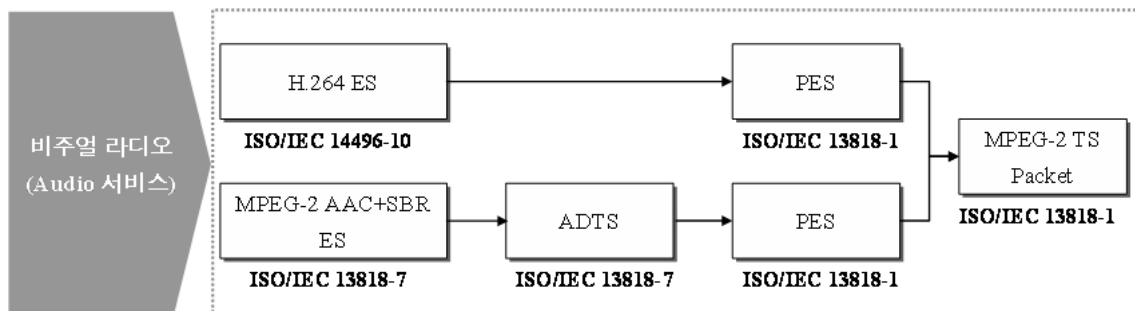 비주얼 라디오
(Audio 서비스)
H.264 ES
ISO/IEC 14496-10
PES
ISO/IEC 13818-1
MPEG-2 AAC+SBR
ES
ISO/IEC 13818-7
ADTS
ISO/IEC 13818-7
PES
ISO/IEC 13818-1
MPEG-2 TS
Packet
ISO/IEC 13818-1